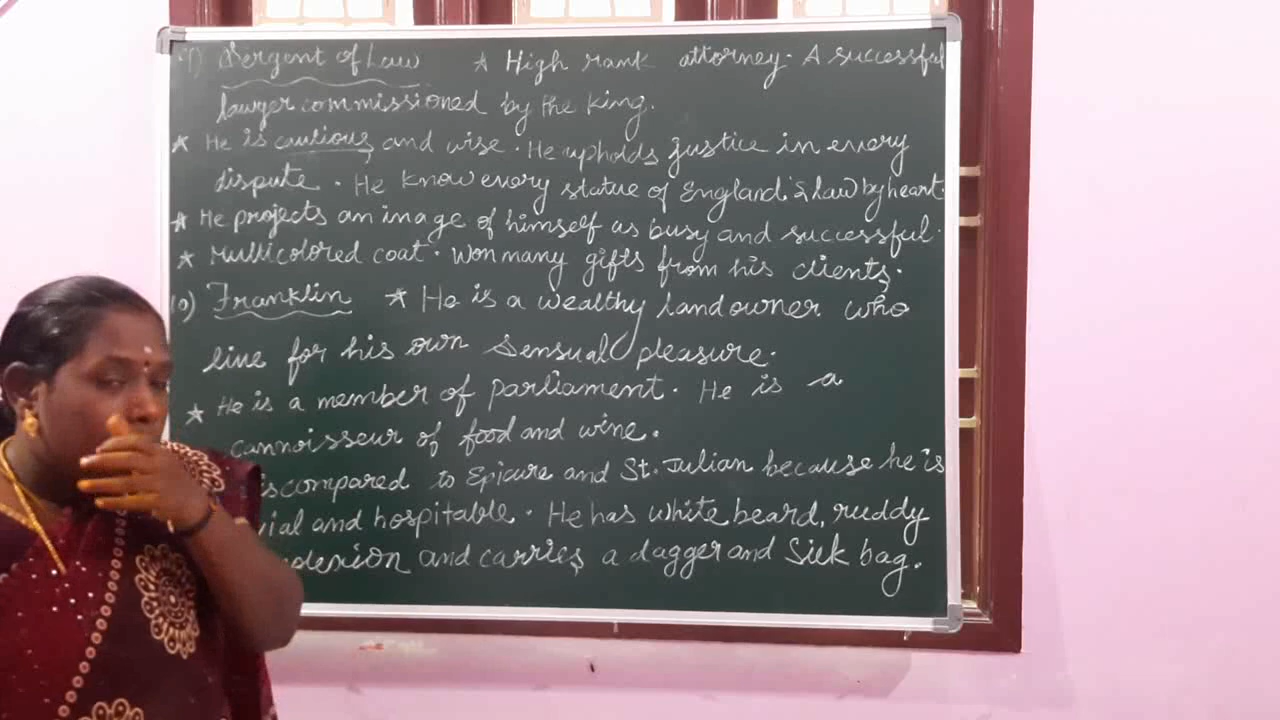 9) Sergent of Law * High rank attorney. A successful
lawyer commissioned by the king.
* He is cautious and wise. He upholds justice in every
dispute. He know every statue of England & law by heart.
* He projects an image of himself as busy and successful.
* Multicolored coat. Won many gifts from his clients.
10) Franklin * He is a wealthy landowner who
live for his own sensual pleasure.
* He is a member of parliament. He is a
cannoisseur of food and wine.
is compared to Epicure and St. Julian because he is
vial and hospitable. He has white beard, ruddy
plexion and carries a dagger and Silk bag.